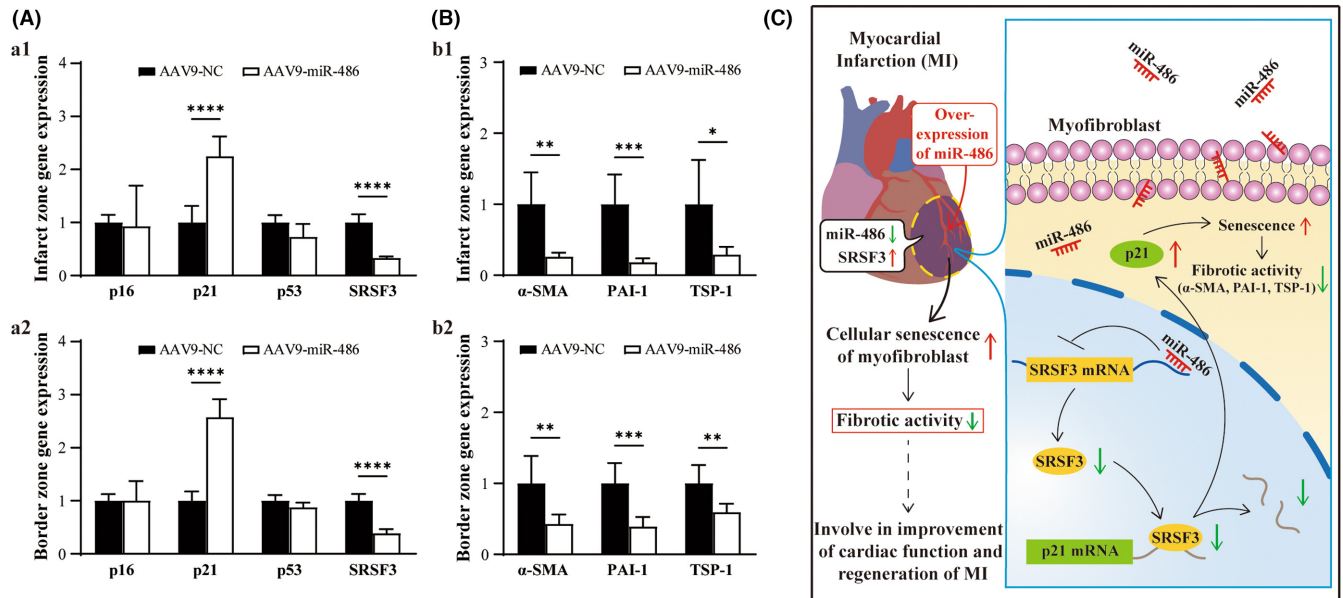 (A)
a1
Infarct zone gene expression
4
3
2
1
0
AAV9-NC
AAV9-miR-486
****
****
p16
p21
p53
SRSF3
a2
Border zone gene expression
4
3
2
1
0
AAV9-NC
AAV9-miR-486
****
****
p16
p21
p53
SRSF3
(B)
b1
Infarct zone gene expression
3
2
1
0
AAV9-NC
AAV9-miR-486
**
***
*
α-SMA
PAI-1
TSP-1
b2
Border zone gene expression
3
2
1
0
AAV9-NC
AAV9-miR-486
**
***
**
α-SMA
PAI-1
TSP-1
(C)
Myocardial
Infarction (MI)
Over-
expression
of miR-486
miR-486 ↓
SRSF3 ↑
Cellular senescence
of myofibroblast ↑
Fibrotic activity ↓
Involve in improvement
of cardiac function and
regeneration of MI
miR-486
miR-486
Myofibroblast
miR-486
p21 ↑
Senescence ↑
Fibrotic activity
(α-SMA, PAI-1, TSP-1) ↓
miR-486
SRSF3 mRNA
SRSF3 ↓
SRSF3 ↓
p21 mRNA
↓